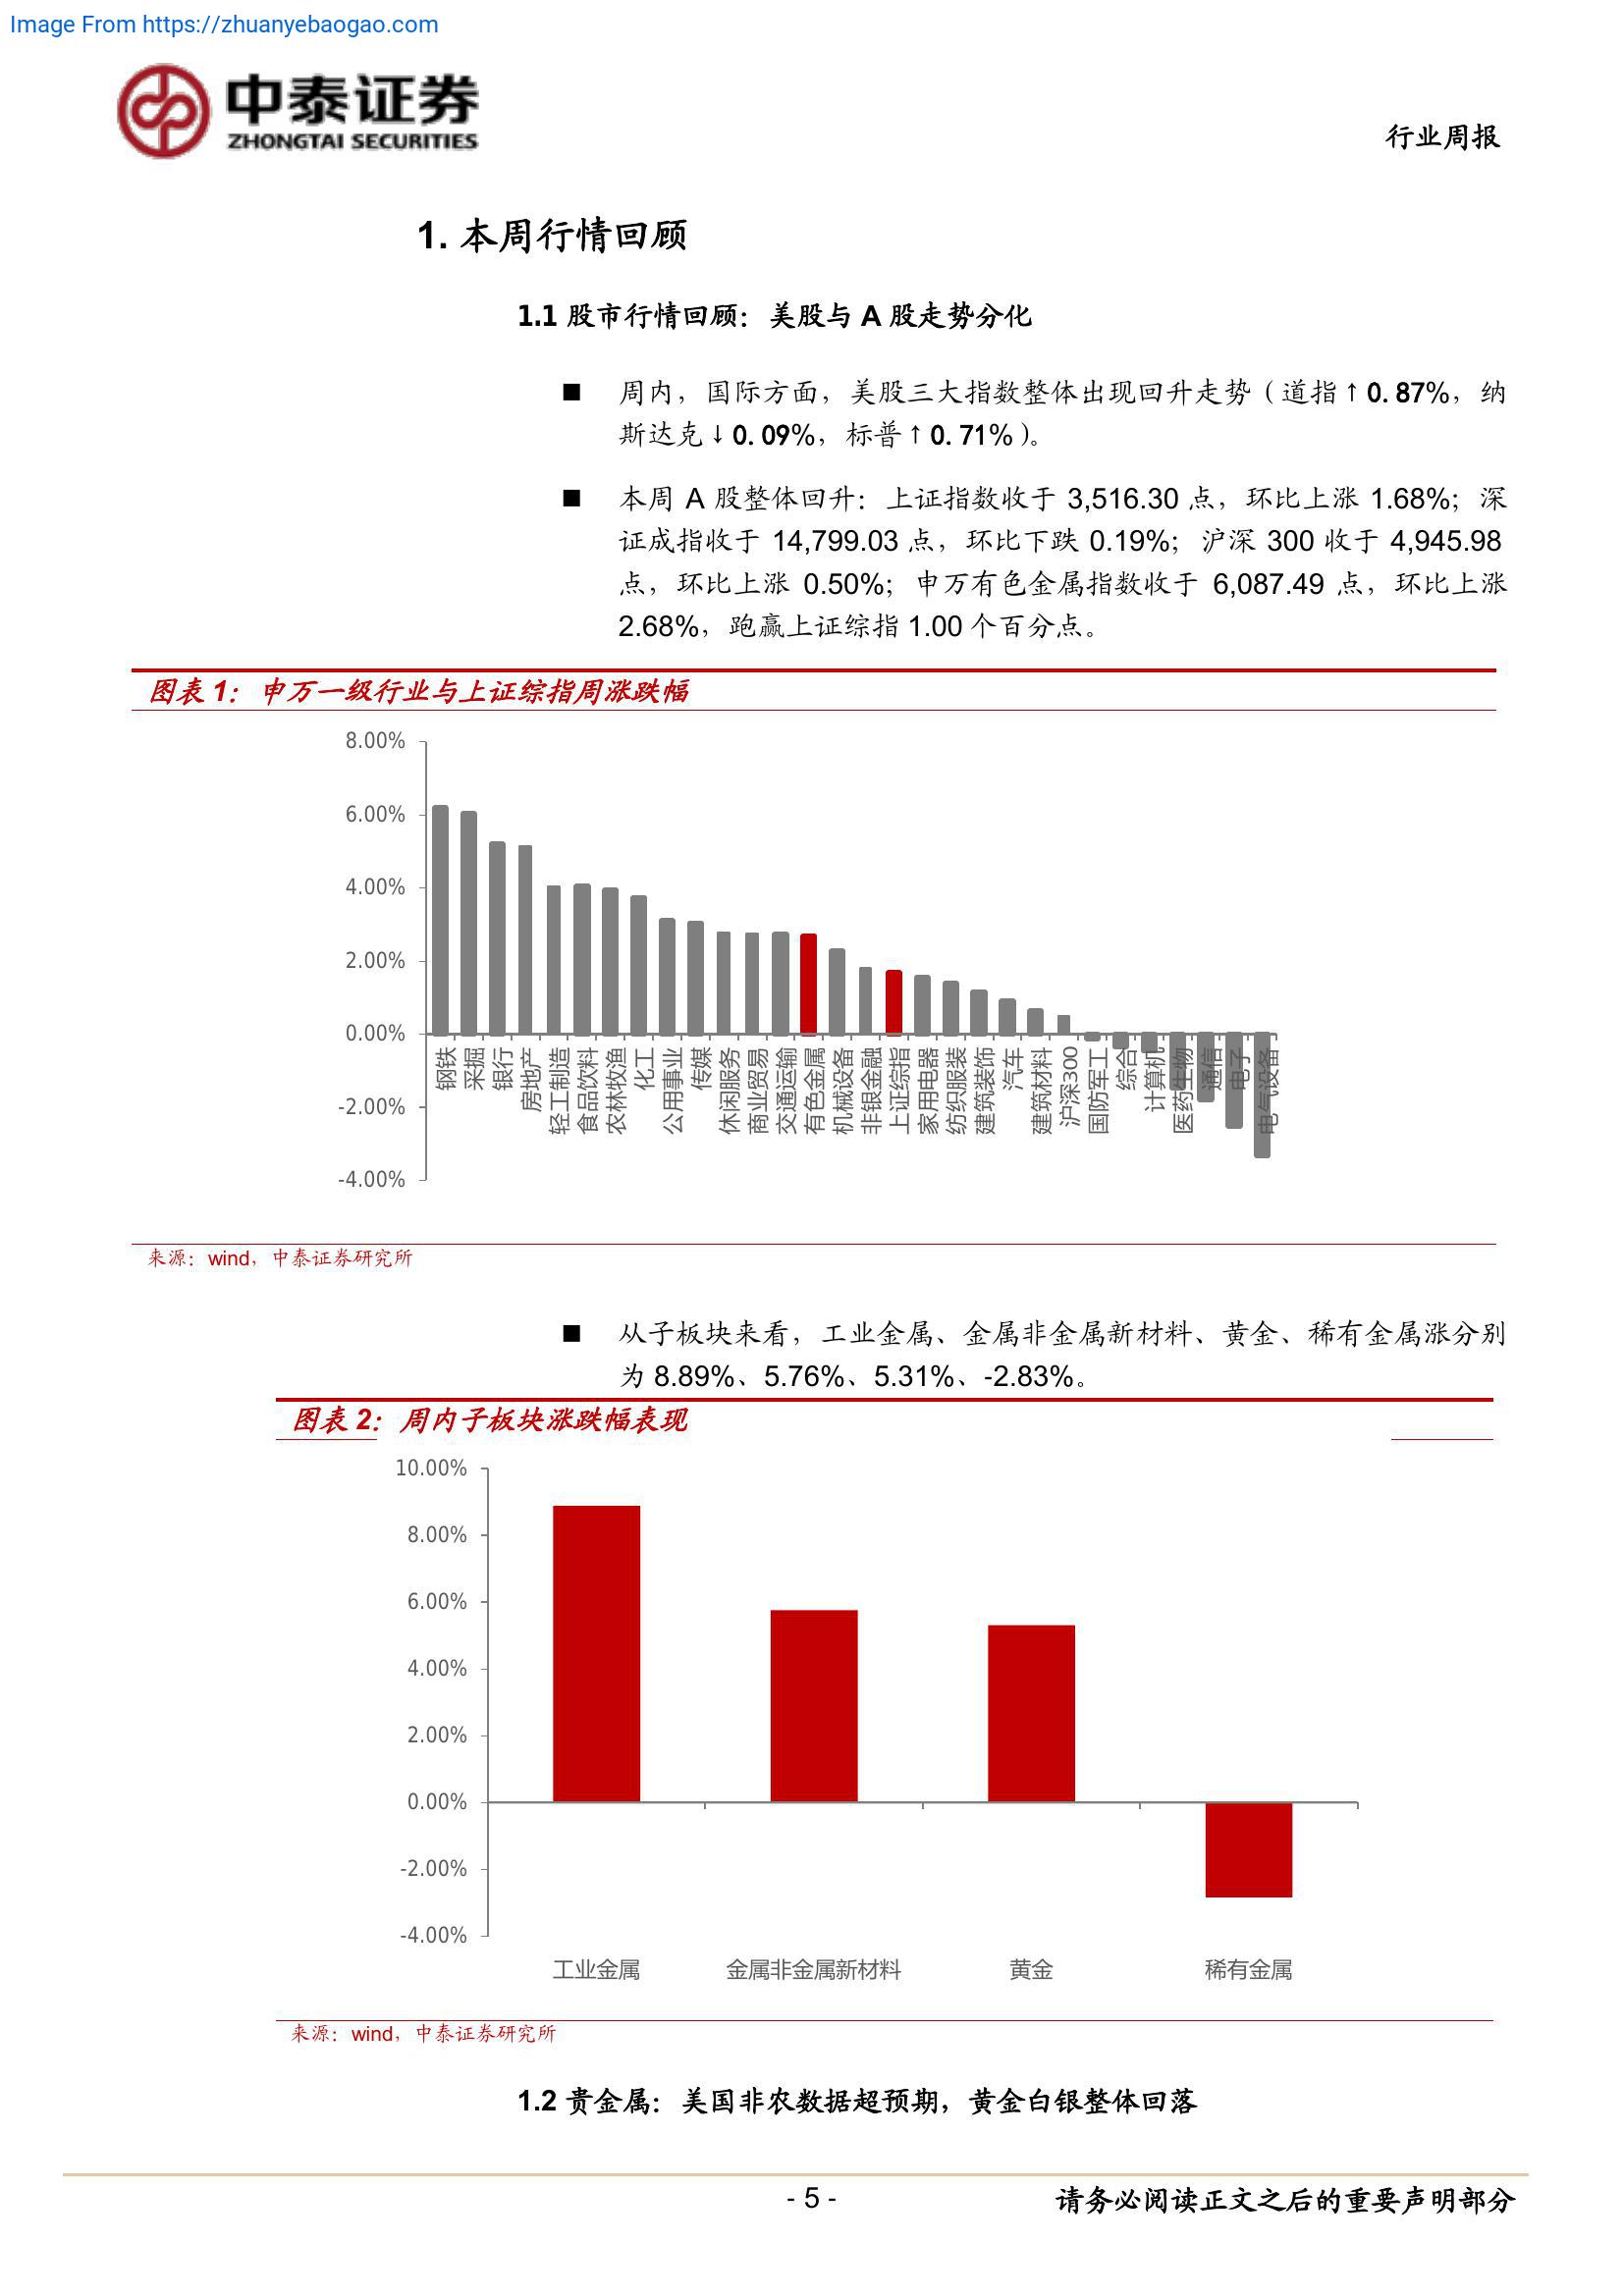 Image From https://zhuanyebaogao.com
中泰证券
ZHONGTAI SECURITIES
行业周报
1. 本周行情回顾
1.1 股市行情回顾：美股与 A 股走势分化
■ 周内，国际方面，美股三大指数整体出现回升走势（道指↑0.87%，纳
斯达克↓0.09%，标普↑0.71%）。
■ 本周 A 股整体回升：上证指数收于 3,516.30 点，环比上涨 1.68%；深
证成指收于 14,799.03 点，环比下跌 0.19%；沪深 300 收于 4,945.98
点，环比上涨 0.50%；申万有色金属指数收于 6,087.49 点，环比上涨
2.68%，跑赢上证综指 1.00 个百分点。
图表 1：申万一级行业与上证综指周涨跌幅
8.00%
6.00%
4.00%
2.00%
0.00%
-2.00%
-4.00%
钢铁
采掘
银行
房地产
轻工制造
食品饮料
农林牧渔
化工
公用事业
传媒
休闲服务
商业贸易
交通运输
有色金属
机械设备
非银金融
上证综指
家用电器
纺织服装
建筑装饰
汽车
建筑材料
沪深300
国防军工
综合
计算机
医药生物
通信
电子
电气设备
来源：wind，中泰证券研究所
■ 从子板块来看，工业金属、金属非金属新材料、黄金、稀有金属涨分别
为 8.89%、5.76%、5.31%、-2.83%。
图表 2：周内子板块涨跌幅表现
10.00%
8.00%
6.00%
4.00%
2.00%
0.00%
-2.00%
-4.00%
工业金属
金属非金属新材料
黄金
稀有金属
来源：wind，中泰证券研究所
1.2 贵金属：美国非农数据超预期，黄金白银整体回落
- 5 -
请务必阅读正文之后的重要声明部分